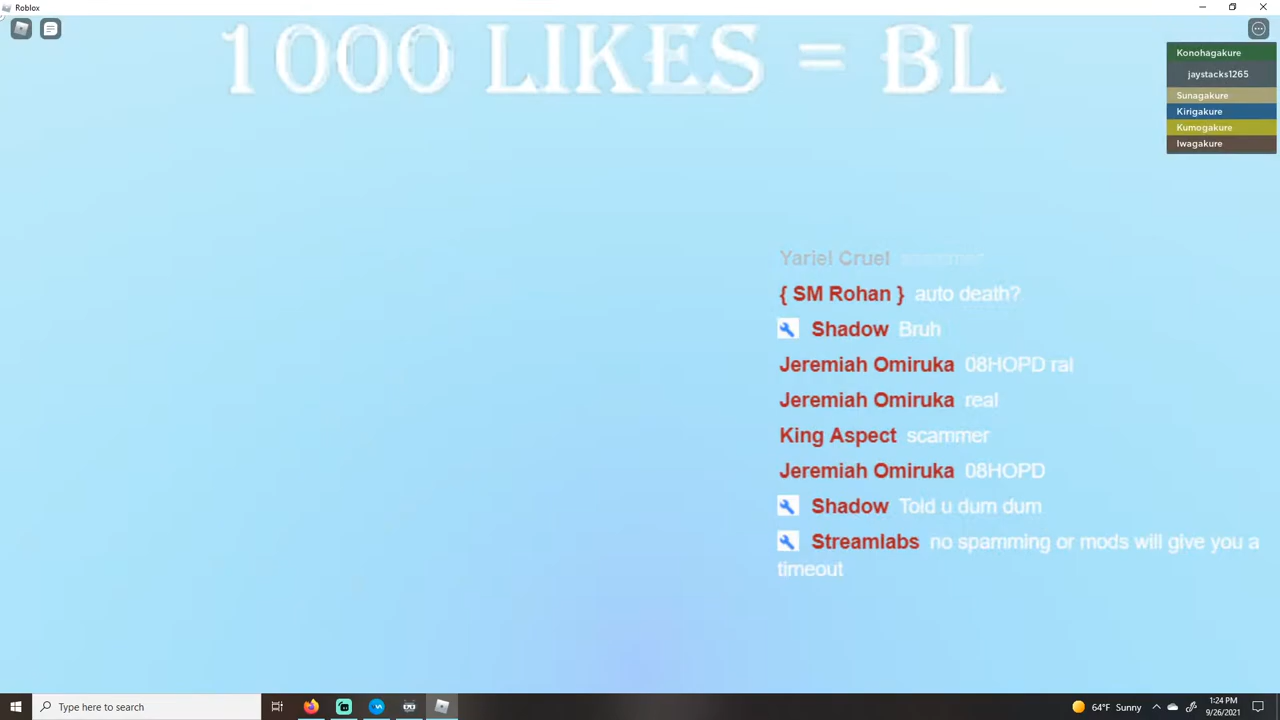 Roblox
1000 LIKES = BL
Konohagakure
jaystacks1265
Sunagakure
Kirigakure
Kumogakure
Iwagakure
Yariel Cruel scammer
{ SM Rohan } auto death?
Shadow Bruh
Jeremiah Omiruka 08HOPD ral
Jeremiah Omiruka real
King Aspect scammer
Jeremiah Omiruka 08HOPD
Shadow Told u dum dum
Streamlabs no spamming or mods will give you a
timeout
Type here to search
64°F Sunny
1:24 PM
9/26/2021